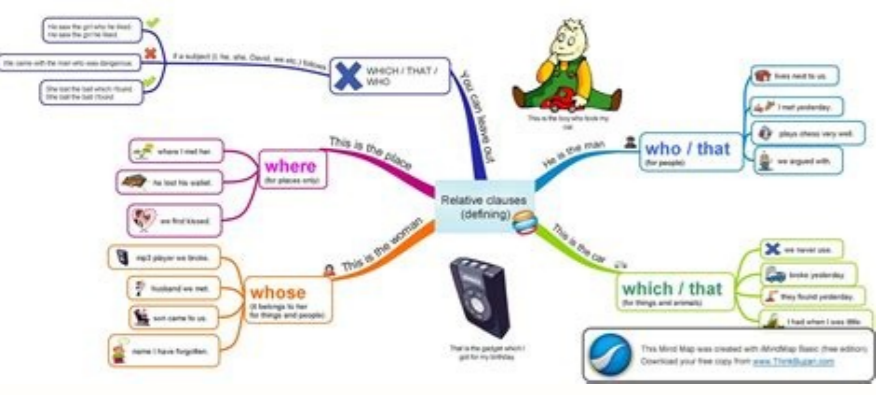 He saw the girl who he liked.
He saw the girl he liked.
He came with the man who was dangerous.
She lost the ball which I found.
She lost the ball I found.
If a subject (I, he, she, David, we etc.) follows
WHICH / THAT /
WHO
You can leave out
This is the boy who took my
car.
He is the man
who / that
(for people)
lives next to us.
I met yesterday.
plays chess very well.
we argued with.
This is the place
where
(for places only)
where I met her.
he lost his wallet.
we first kissed.
Relative clauses
(defining)
This is the woman
whose
(it belongs to her
for things and people)
mp3 player we broke.
husband we met.
son came to us.
name I have forgotten.
That is the gadget which I
got for my birthday.
This is the car
which / that
(for things and animals)
we never use.
broke yesterday.
they found yesterday.
I had when I was little.
This Mind Map was created with iMindMap Basic (free edition)
Download your free copy from www.ThinkBuzan.com